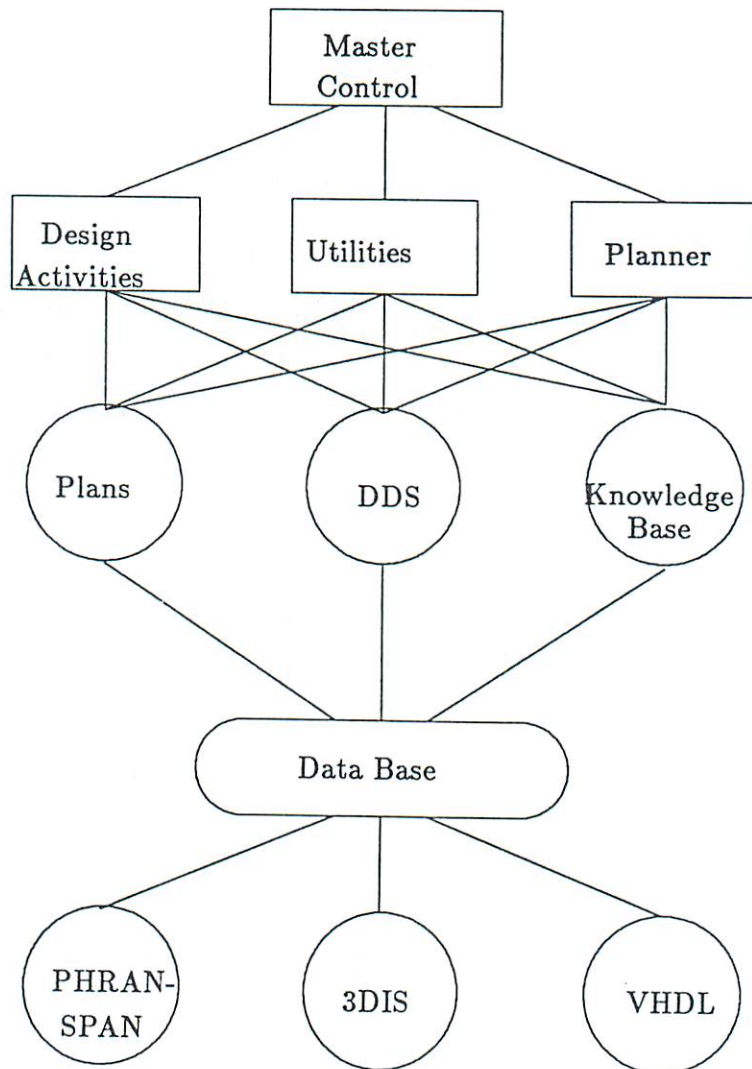 Master
Control
Design
Activities
Utilities
Planner
Plans
DDS
Knowledge
Base
Data Base
PHRAN-
SPAN
3DIS
VHDL